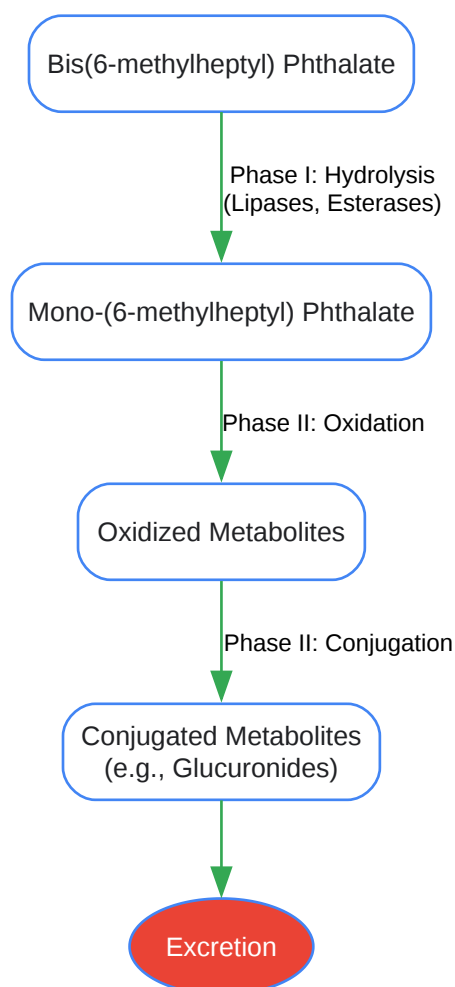 Bis(6-methylheptyl) Phthalate
Phase I: Hydrolysis
(Lipases, Esterases)
Mono-(6-methylheptyl) Phthalate
Phase II: Oxidation
Oxidized Metabolites
Phase II: Conjugation
Conjugated Metabolites
(e.g., Glucuronides)
Excretion